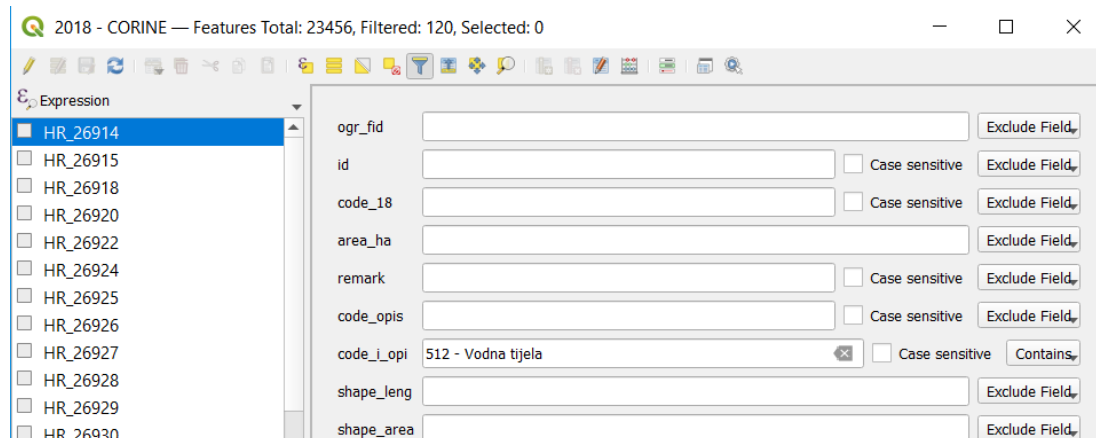 2018 - CORINE — Features Total: 23456, Filtered: 120, Selected: 0
Expression
HR_26914
HR_26915
HR_26918
HR_26920
HR_26922
HR_26924
HR_26925
HR_26926
HR_26927
HR_26928
HR_26929
HR_26930
ogr_fid Exclude Field
id Case sensitive Exclude Field
code_18 Case sensitive Exclude Field
area_ha Exclude Field
remark Case sensitive Exclude Field
code_opis Case sensitive Exclude Field
code_i_opi 512 - Vodna tijela Case sensitive Contains
shape_leng Exclude Field
shape_area Exclude Field